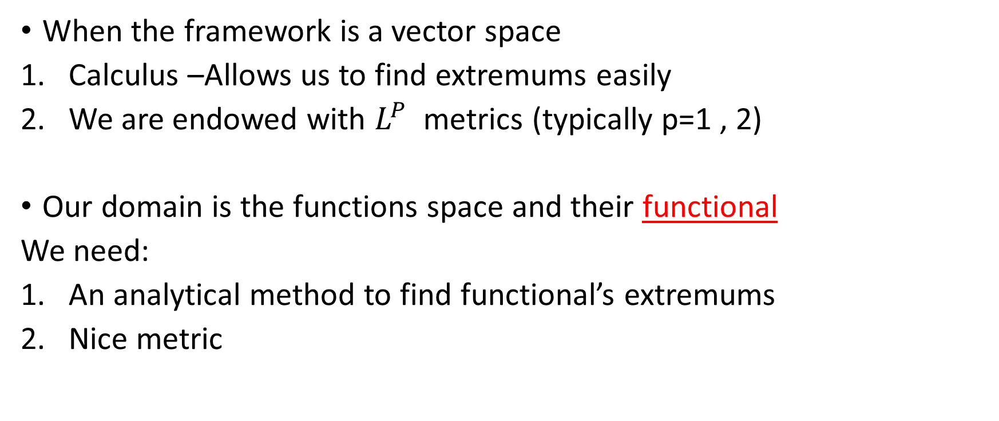 • When the framework is a vector space
1. Calculus –Allows us to find extremums easily
2. We are endowed with L^P metrics (typically p=1 , 2)
• Our domain is the functions space and their functional
We need:
1. An analytical method to find functional’s extremums
2. Nice metric